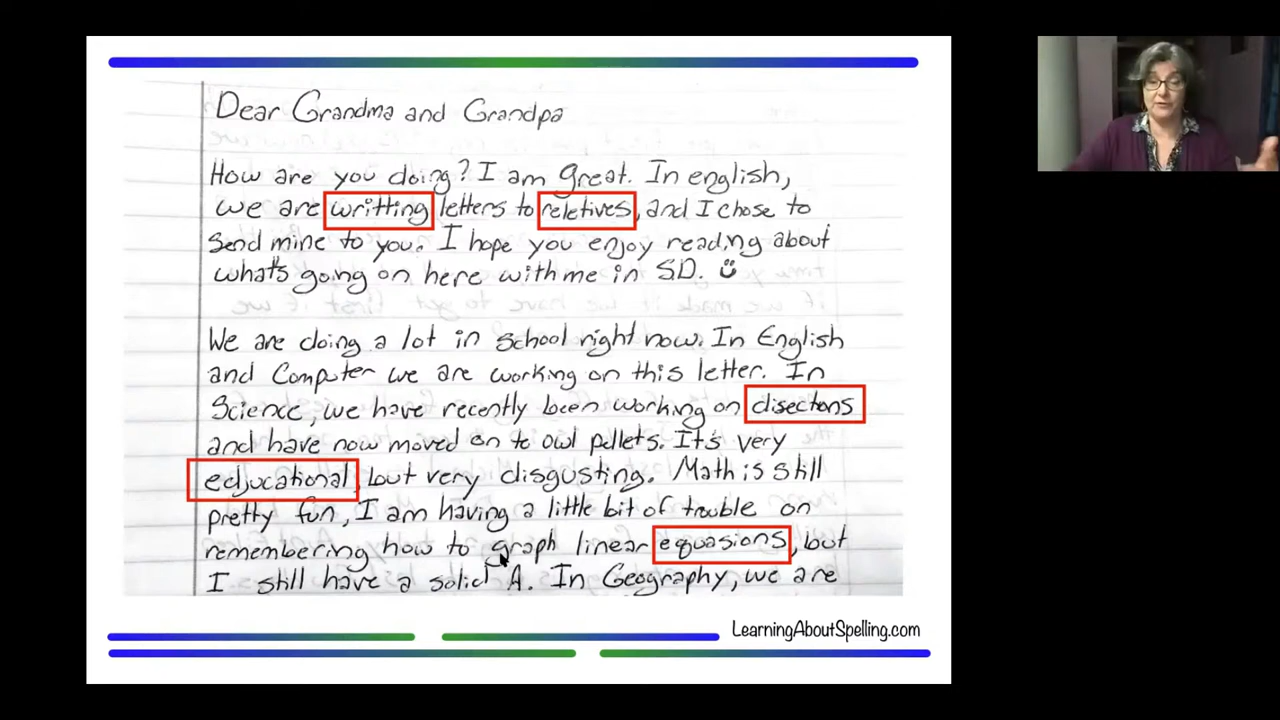 Dear Grandma and Grandpa
How are you doing? I am great. In english,
we are writting letters to reletives, and I chose to
send mine to you. I hope you enjoy reading about
what's going on here with me in SD.
We are doing a lot in school right now. In English
and Computer we are working on this letter. In
Science, we have recently been working on disectons
and have now moved on to owl pellets. It's very
edjucational, but very disgusting. Math is still
pretty fun, I am having a little bit of trouble on
remembering how to graph linear equasions, but
I still have a solid A. In Geography, we are
LearningAboutSpelling.com